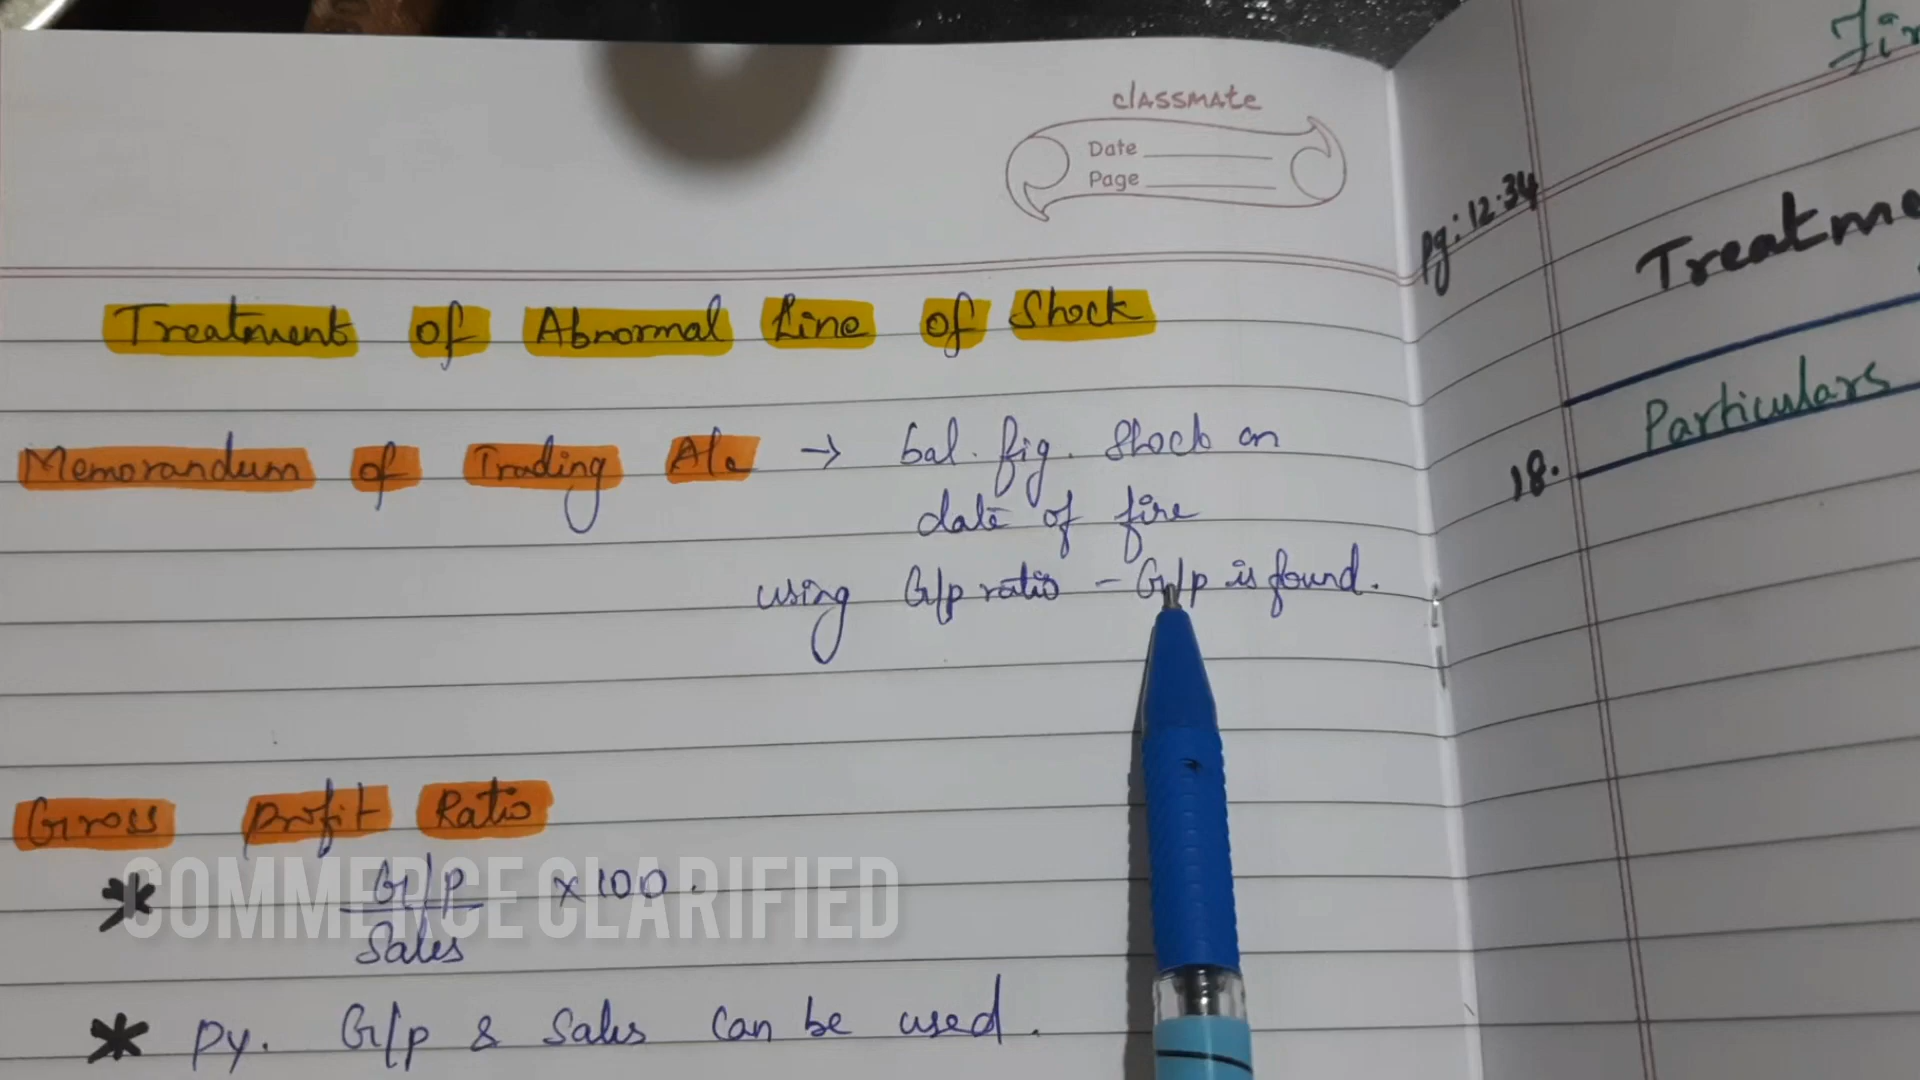 classmate
Date
Page
Treatment of Abnormal Line of Stock
Memorandum of Trading A/c → bal. fig. Stock on
date of fire
using G/p ratio - G/p is found.
Gross Profit Ratio
* G/p x100.
Sales
COMMERCE CLARIFIED
* Py. G/p & Sales can be used.
pg: 12.34
Treatme
Particulars
18.